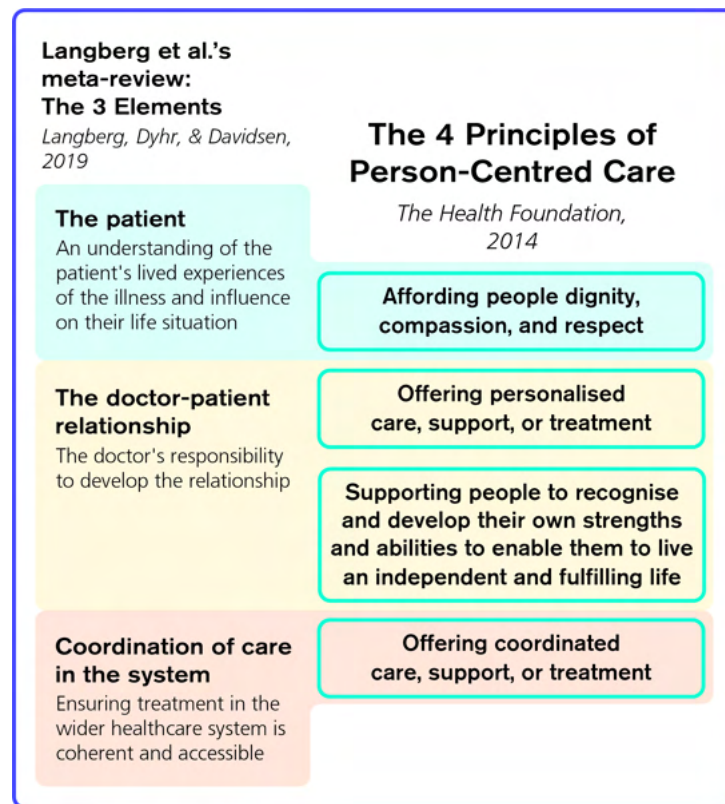 Langberg et al.'s
meta-review:
The 3 Elements
Langberg, Dyhr, & Davidsen,
2019
The 4 Principles of
Person-Centred Care
The Health Foundation,
2014
The patient
An understanding of the
patient's lived experiences
of the illness and influence
on their life situation
Affording people dignity,
compassion, and respect
The doctor-patient
relationship
The doctor's responsibility
to develop the relationship
Offering personalised
care, support, or treatment
Supporting people to recognise
and develop their own strengths
and abilities to enable them to live
an independent and fulfilling life
Coordination of care
in the system
Ensuring treatment in the
wider healthcare system is
coherent and accessible
Offering coordinated
care, support, or treatment